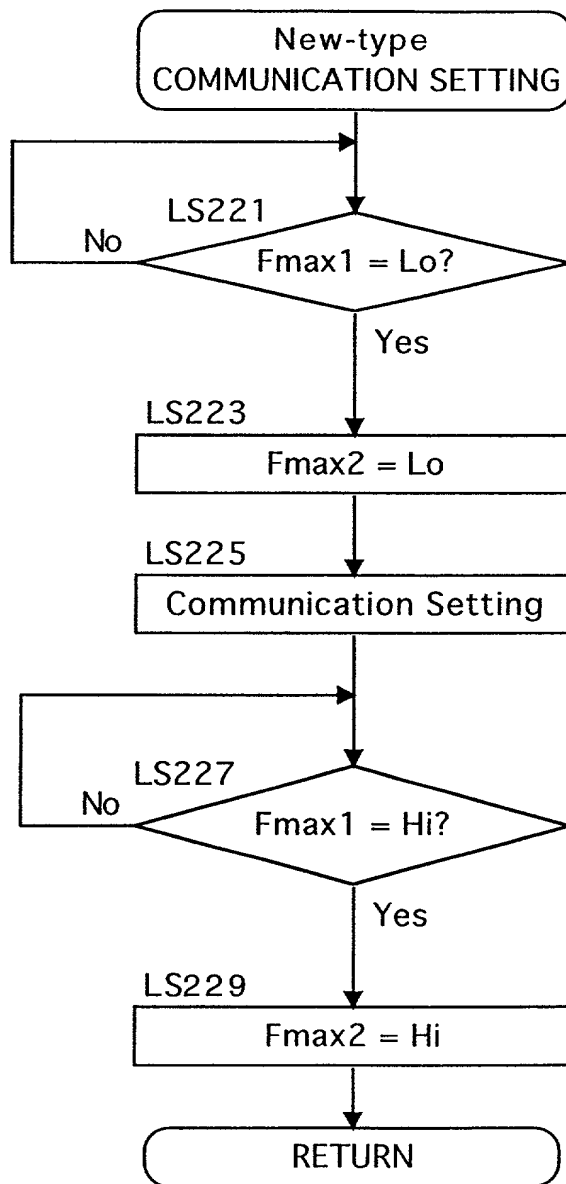 New-type
COMMUNICATION SETTING
LS221
No
Fmax1 = Lo?
Yes
LS223
Fmax2 = Lo
LS225
Communication Setting
LS227
No
Fmax1 = Hi?
Yes
LS229
Fmax2 = Hi
RETURN